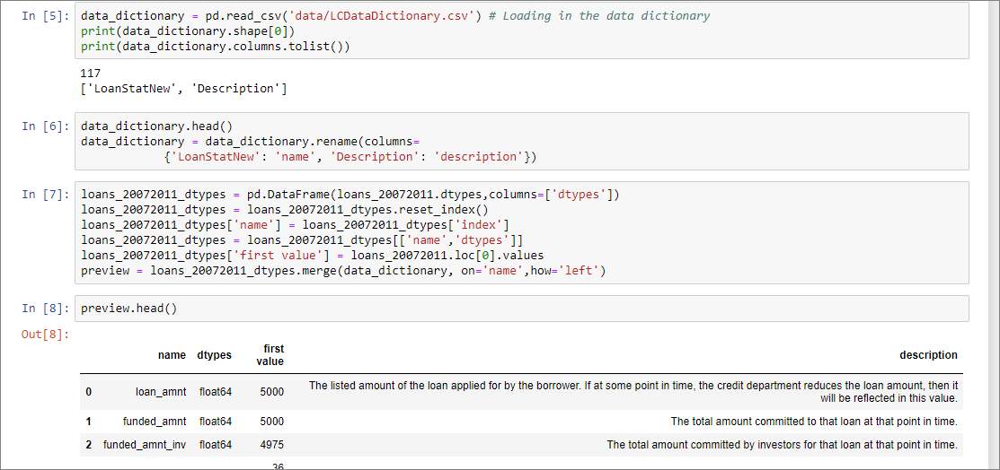 In [5]: data_dictionary = pd.read_csv('data/LCDataDictionary.csv') # Loading in the data dictionary
print(data_dictionary.shape[0])
print(data_dictionary.columns.tolist())
117
['LoanStatNew', 'Description']
In [6]: data_dictionary.head()
data_dictionary = data_dictionary.rename(columns=
{'LoanStatNew': 'name', 'Description': 'description'})
In [7]: loans_20072011_dtypes = pd.DataFrame(loans_20072011.dtypes,columns=['dtypes'])
loans_20072011_dtypes = loans_20072011_dtypes.reset_index()
loans_20072011_dtypes['name'] = loans_20072011_dtypes['index']
loans_20072011_dtypes = loans_20072011_dtypes[['name','dtypes']]
loans_20072011_dtypes['first value'] = loans_20072011.loc[0].values
preview = loans_20072011_dtypes.merge(data_dictionary, on='name',how='left')
In [8]: preview.head()
Out[8]:
name dtypes first value description
0 loan_amnt float64 5000 The listed amount of the loan applied for by the borrower. If at some point in time, the credit department reduces the loan amount, then it
will be reflected in this value.
1 funded_amnt float64 5000 The total amount committed to that loan at that point in time.
2 funded_amnt_inv float64 4975 The total amount committed by investors for that loan at that point in time.
36